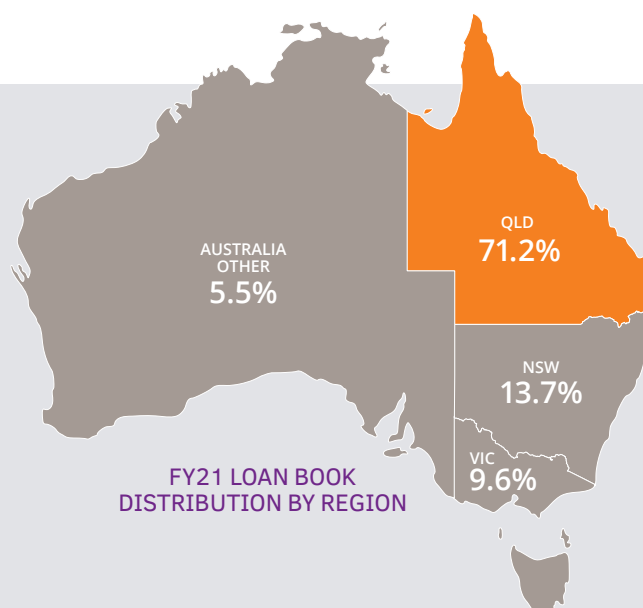 QLD
71.2%
AUSTRALIA
OTHER
5.5%
NSW
13.7%
VIC
9.6%
FY21 LOAN BOOK
DISTRIBUTION BY REGION